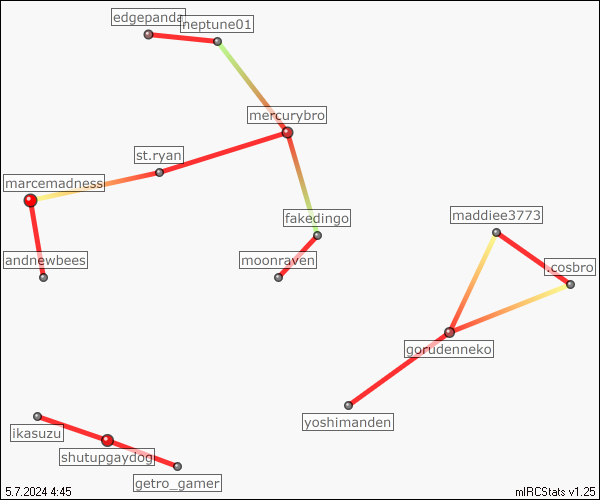 edgepanda
neptune01
mercurybro
st.ryan
marcemadness
fakedingo
maddiee3773
andnewbees
moonraven
.cosbro
gorudenneko
yoshimanden
ikasuzu
shutupgaydog
getro_gamer
5.7.2024 4:45
mIRCStats v1.25